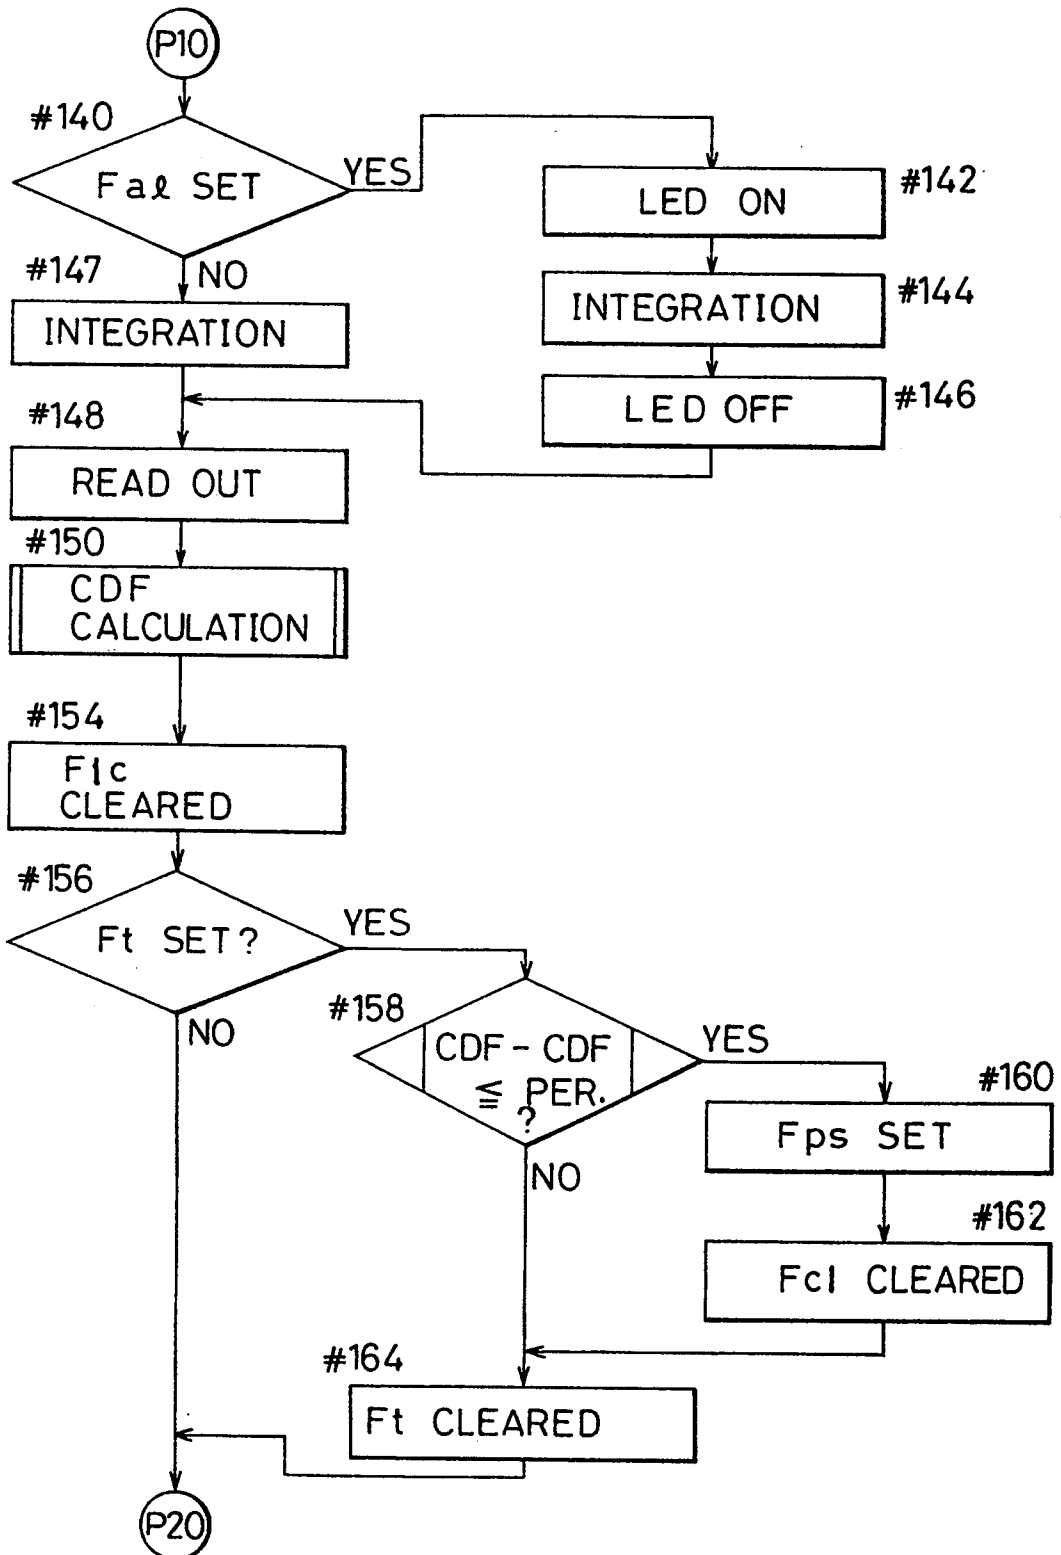 P10
#140
Fal SET
YES
NO
#142
LED ON
#144
INTEGRATION
#146
LED OFF
#147
INTEGRATION
#148
READ OUT
#150
CDF
CALCULATION
#154
Flc
CLEARED
#156
Ft SET?
YES
NO
#158
CDF - CDF
≦ PER.
?
YES
NO
#160
Fps SET
#162
Fcl CLEARED
#164
Ft CLEARED
P20